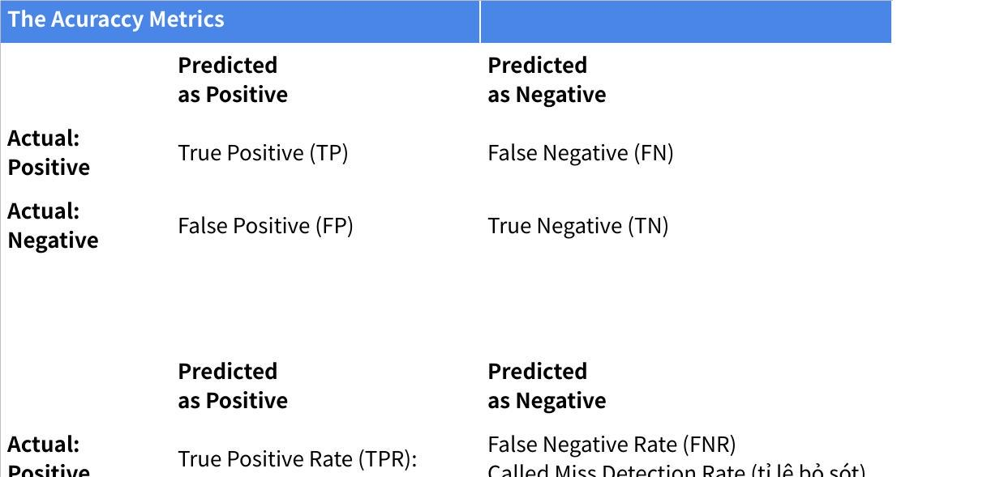 The Acuraccy Metrics
Predicted
as Positive
Predicted
as Negative
Actual:
Positive
True Positive (TP)
False Negative (FN)
Actual:
Negative
False Positive (FP)
True Negative (TN)
Predicted
as Positive
Predicted
as Negative
Actual:
Positive
True Positive Rate (TPR):
False Negative Rate (FNR)
Called Miss Detection Rate (tỉ lệ bỏ sót)